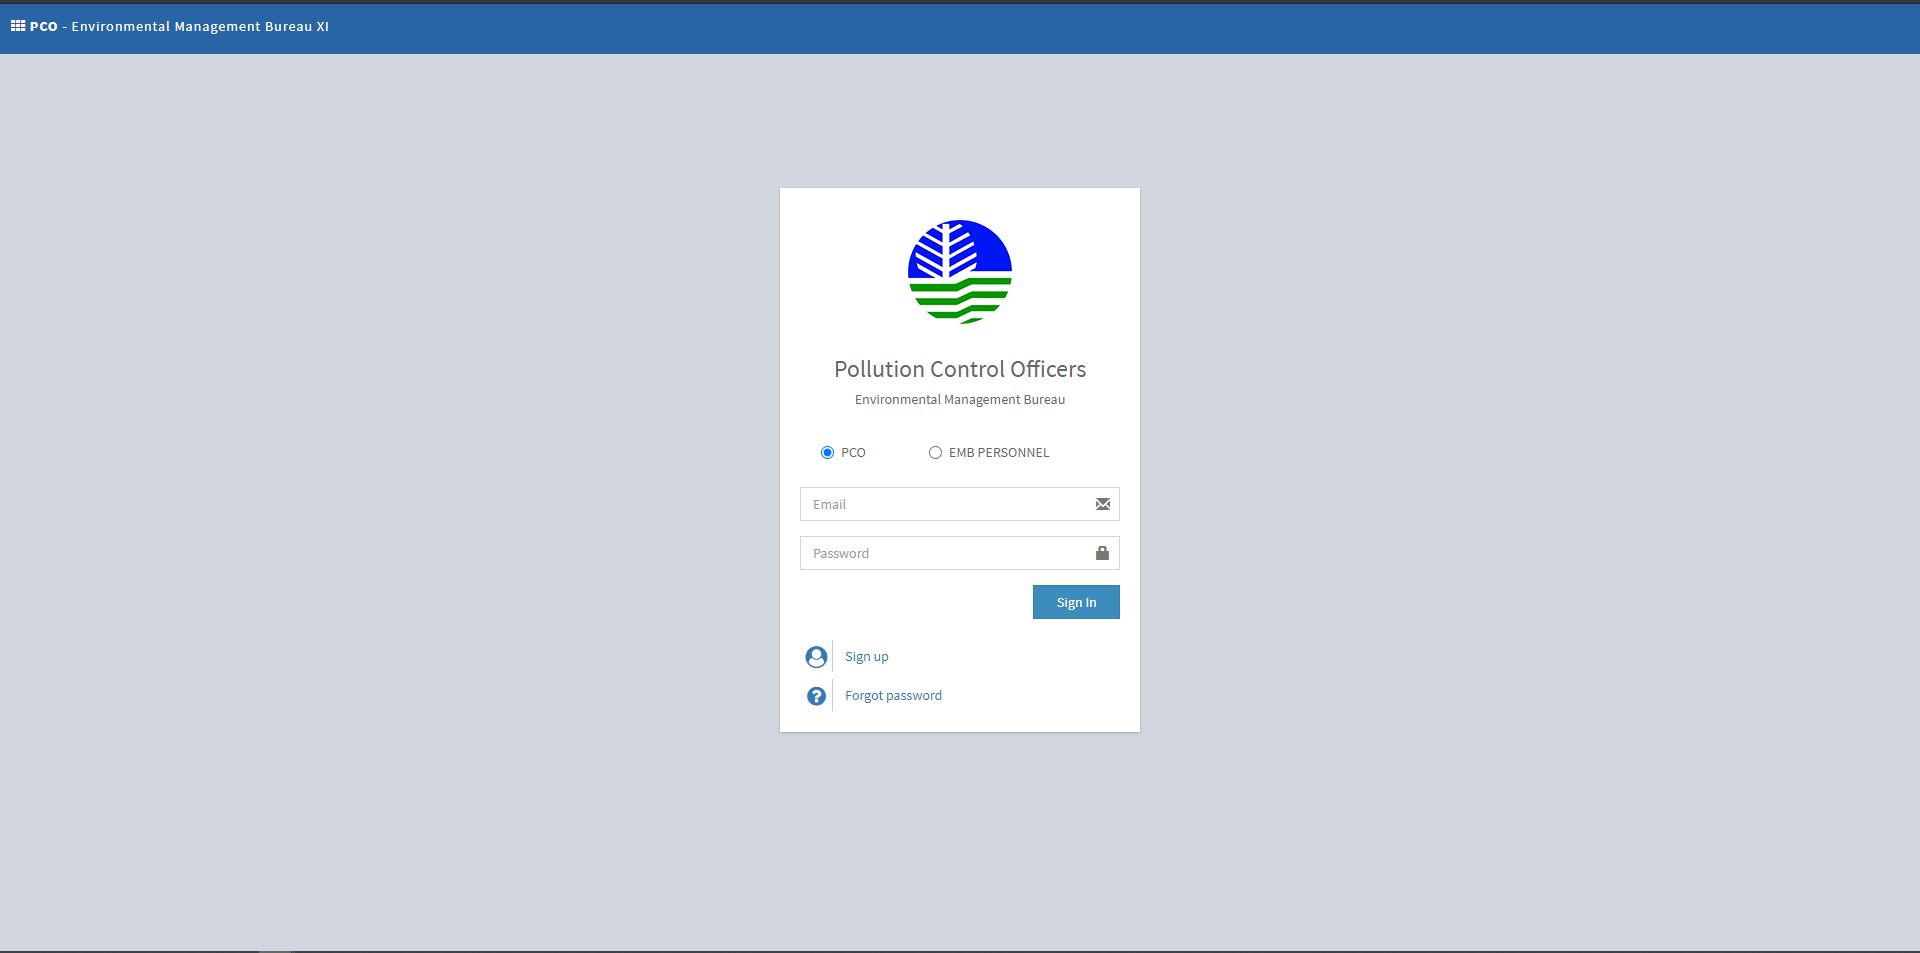 PCO - Environmental Management Bureau XI
Pollution Control Officers
Environmental Management Bureau
PCO EMB PERSONNEL
Email
Password
Sign In
Sign up
Forgot password